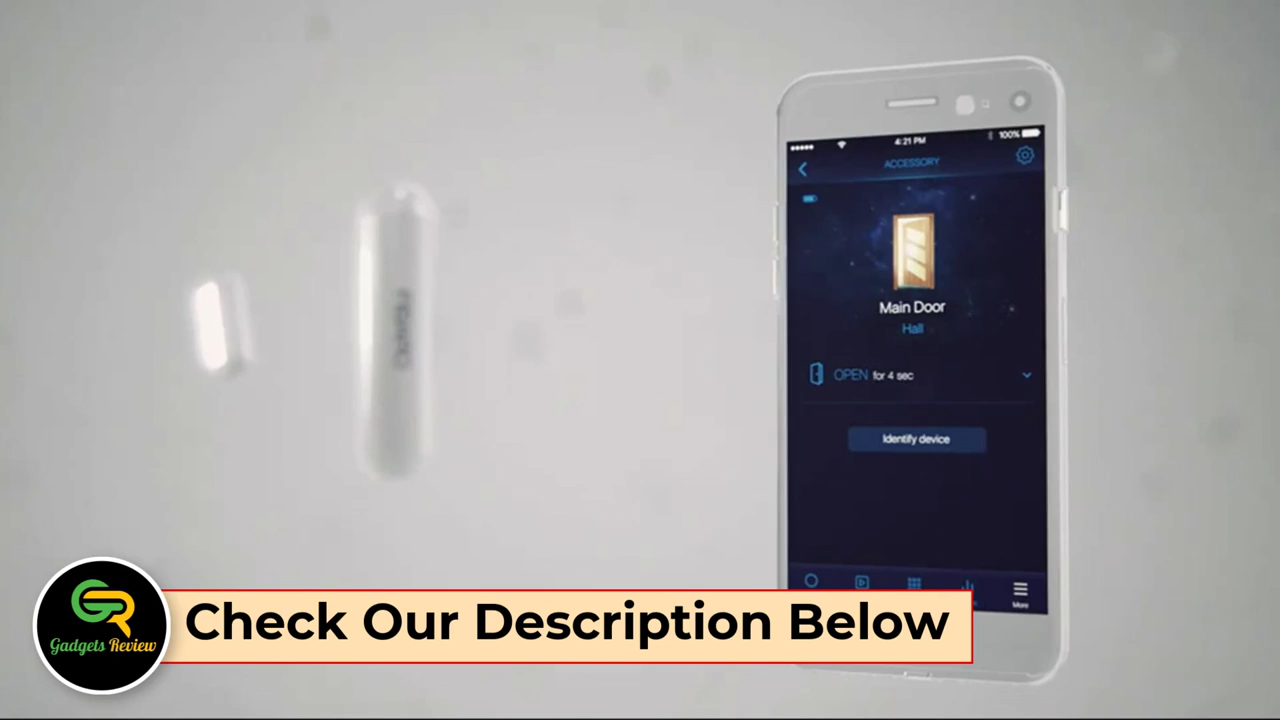 4:21 PM
100%
ACCESSORY
Main Door
Hall
OPEN for 4 sec
Identify device
More
GR
Gadgets Review
Check Our Description Below